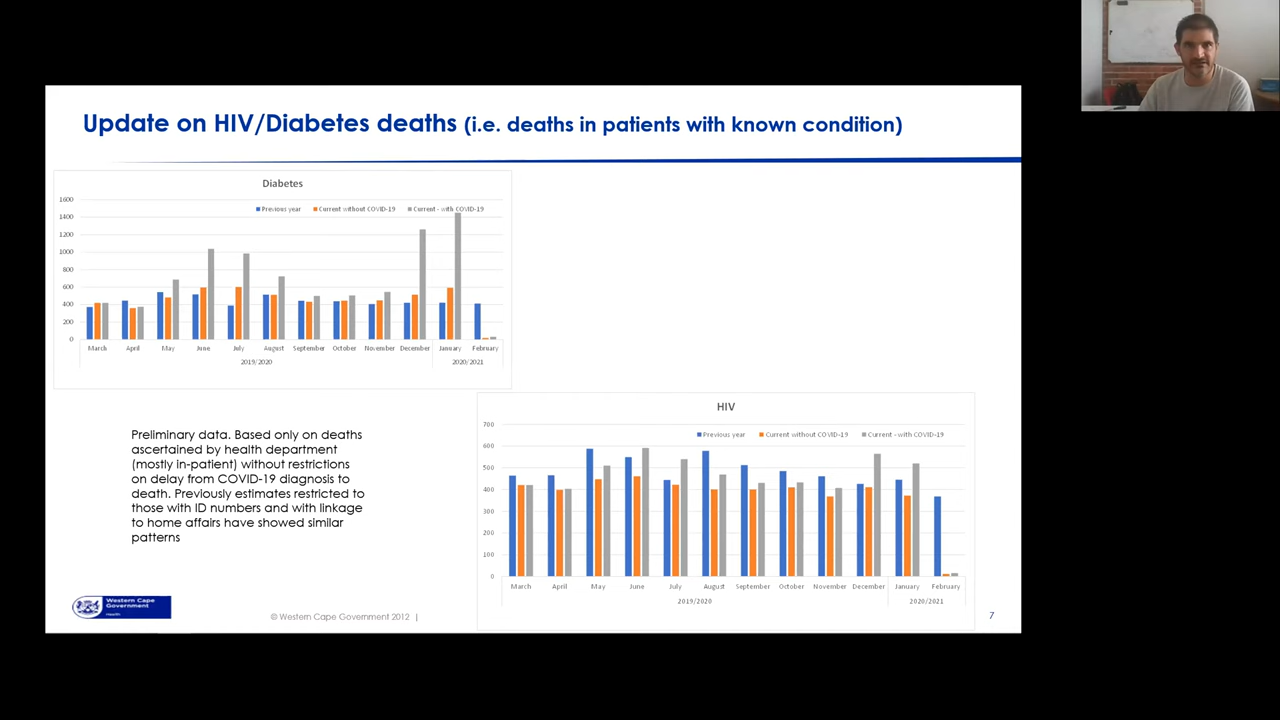 Update on HIV/Diabetes deaths (i.e. deaths in patients with known condition)
Diabetes
Previous year
Current without COVID-19
Current - with COVID-19
1600
1400
1200
1000
800
600
400
200
0
March April May June July August September October November December January February
2019/2020 2020/2021
HIV
Previous year
Current without COVID-19
Current - with COVID-19
700
600
500
400
300
200
100
0
March April May June July August September October November December January February
2019/2020 2020/2021
Preliminary data. Based only on deaths
ascertained by health department
(mostly in-patient) without restrictions
on delay from COVID-19 diagnosis to
death. Previously estimates restricted to
those with ID numbers and with linkage
to home affairs have showed similar
patterns
Western Cape
Government
Health
© Western Cape Government 2012 |
7